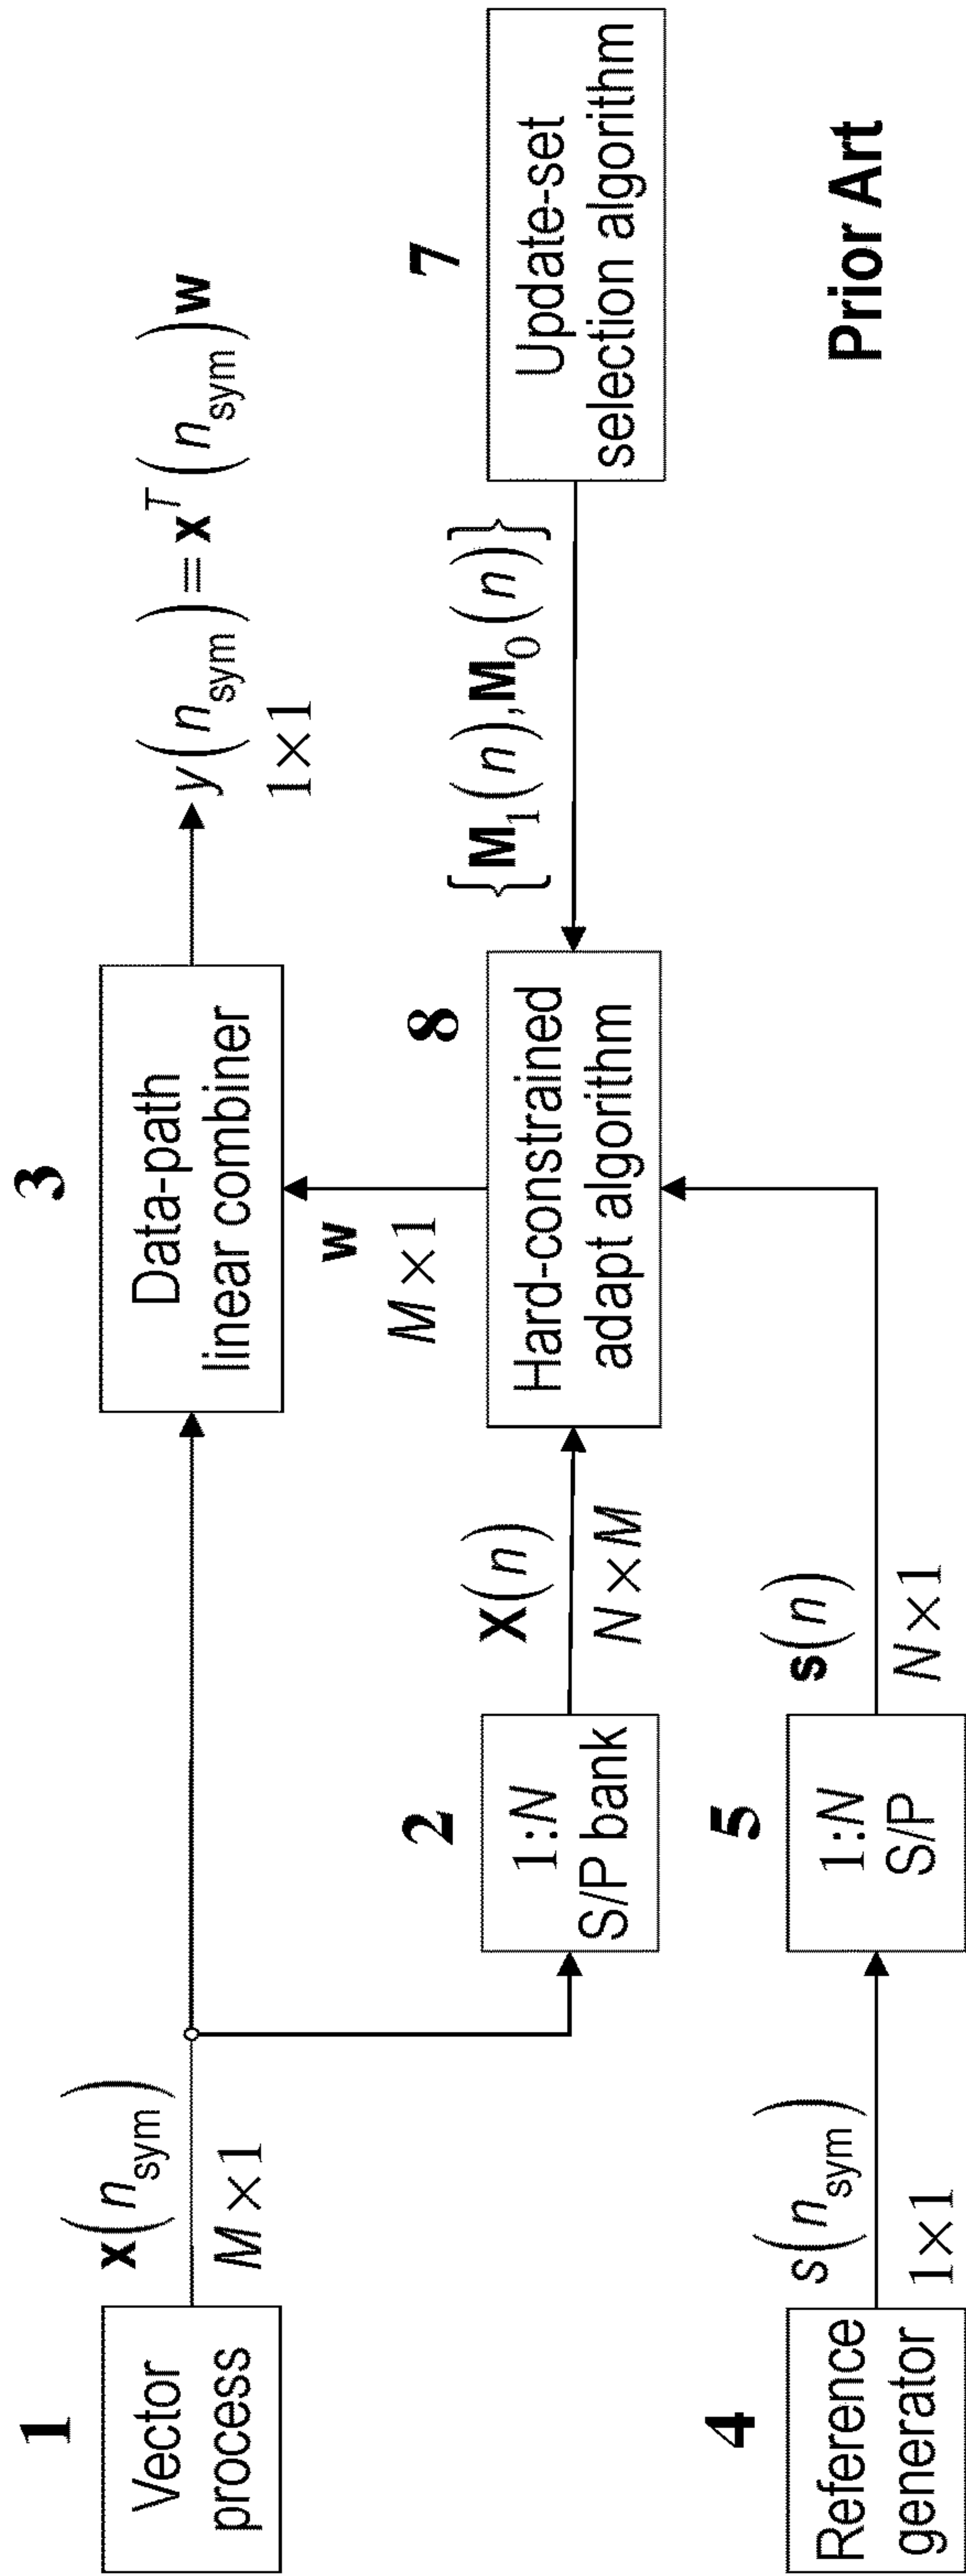 1
Vector
process
x(n_sym)
M×1
3
Data-path
linear combiner
y(n_sym) = x^T(n_sym)w
1×1
w
M×1
2
1:N
S/P bank
X(n)
N×M
8
Hard-constrained
adapt algorithm
{M_1(n),M_0(n)}
7
Update-set
selection algorithm
4
Reference
generator
s(n_sym)
1×1
5
1:N
S/P
s(n)
N×1
Prior Art